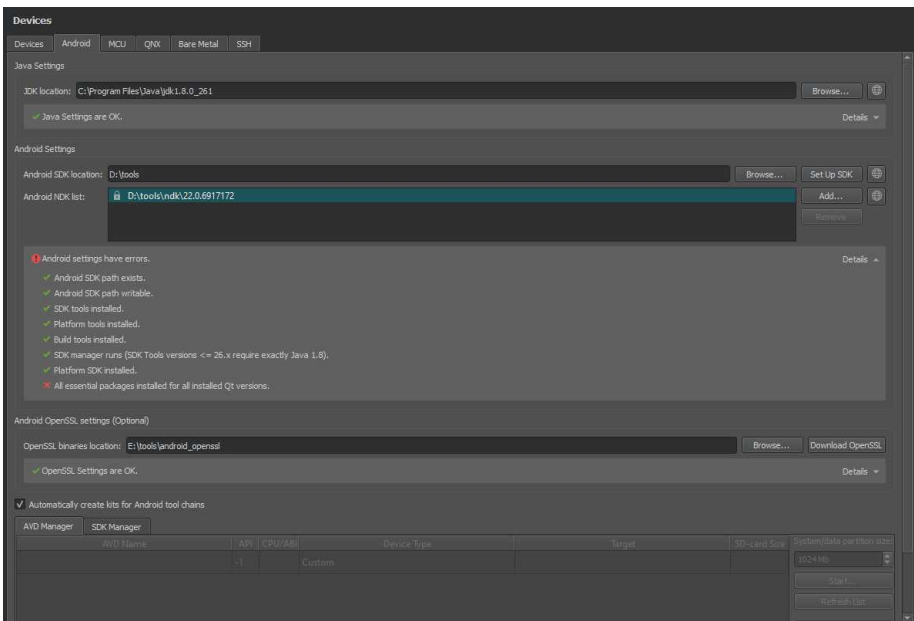 Devices
Devices Android MCU QNX Bare Metal SSH
Java Settings
JDK location: C:\Program Files\Java\jdk1.8.0_261 Browse...
Java Settings are OK. Details
Android Settings
Android SDK location: D:\tools Browse... Set Up SDK
Android NDK list: D:\tools\ndk\22.0.6917172 Add...
Remove
Android settings have errors. Details
Android SDK path exists.
Android SDK path writable.
SDK tools installed.
Platform tools installed.
Build tools installed.
SDK manager runs (SDK Tools versions <= 26.x require exactly Java 1.8).
Platform SDK installed.
All essential packages installed for all installed Qt versions.
Android OpenSSL settings (Optional)
OpenSSL binaries location: E:\tools\android_openssl Browse... Download OpenSSL
OpenSSL Settings are OK. Details
Automatically create kits for Android tool chains
AVD Manager SDK Manager
AVD Name API CPU/ABI Device Type Target SD-card Size System/data partition size:
-1 Custom 1024 Mb
Start...
Refresh List